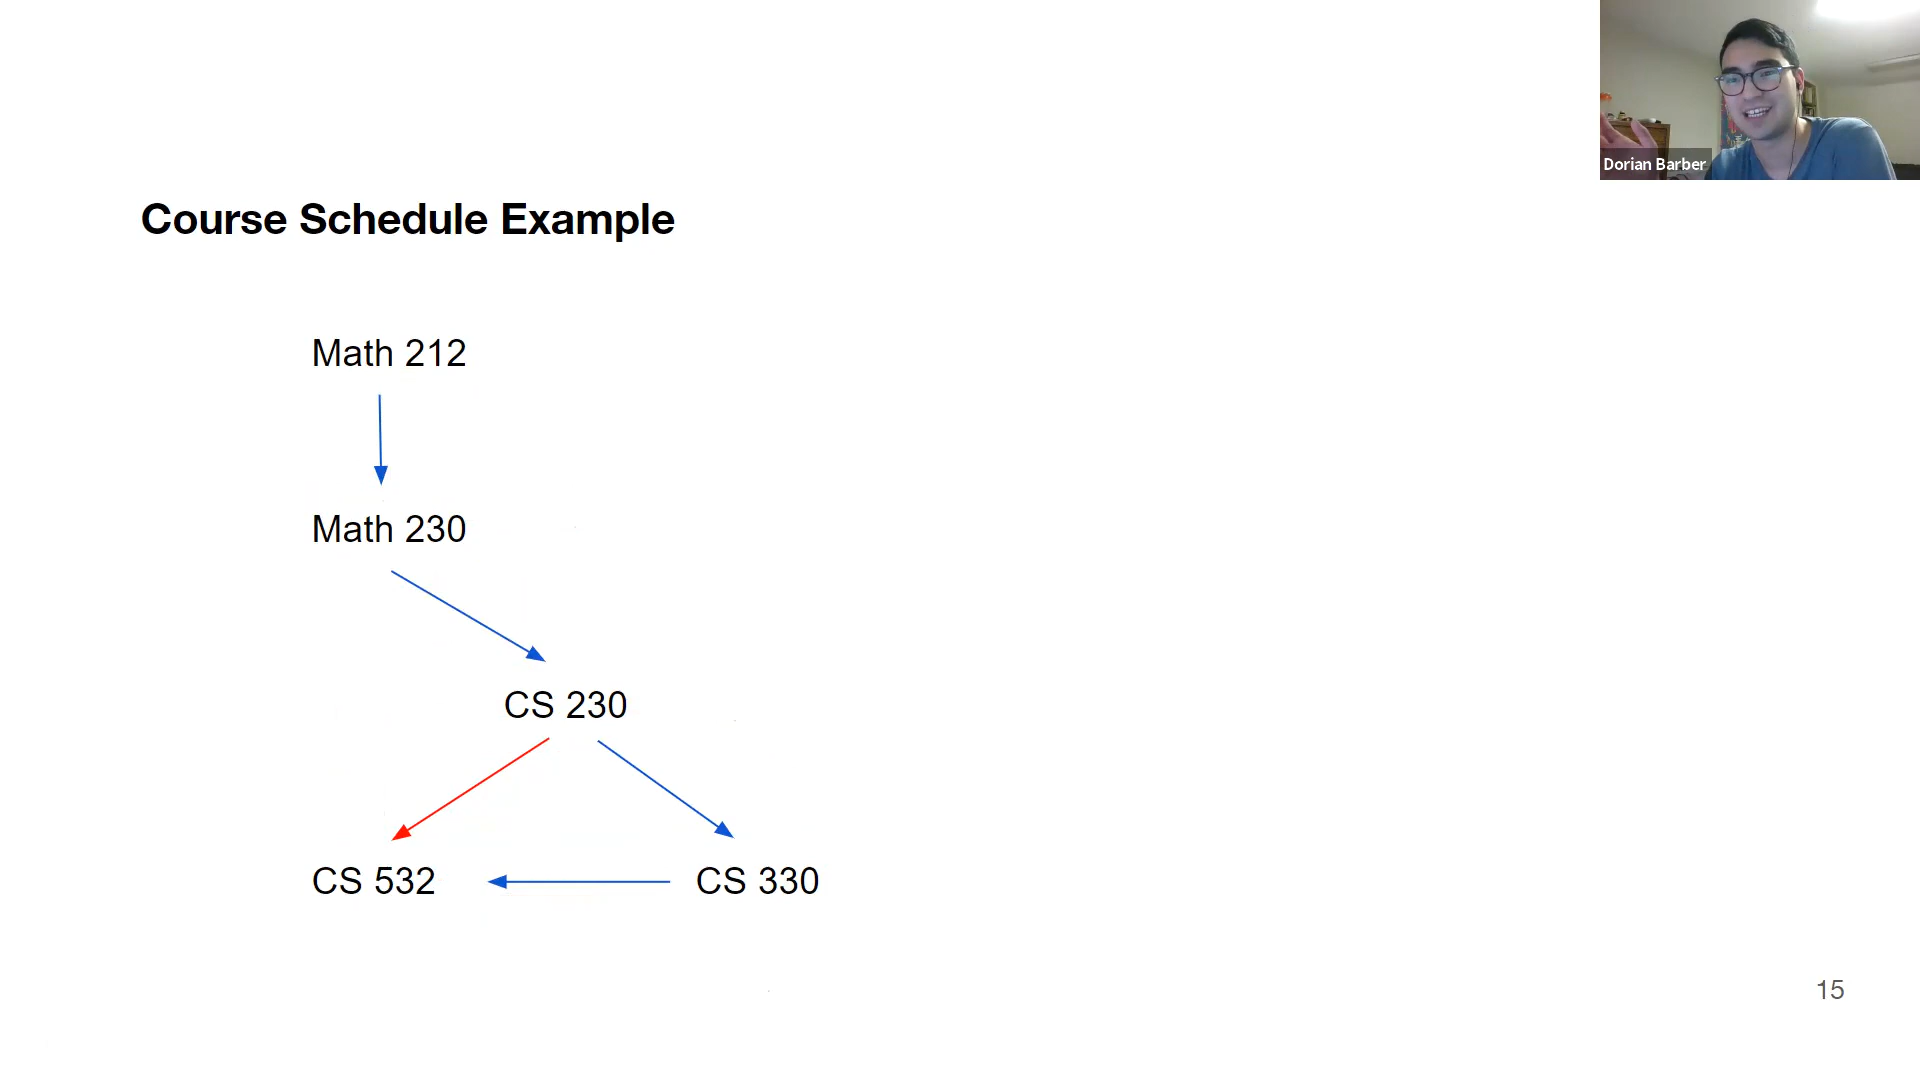 Dorian Barber
Course Schedule Example
Math 212
Math 230
CS 230
CS 532
CS 330
15